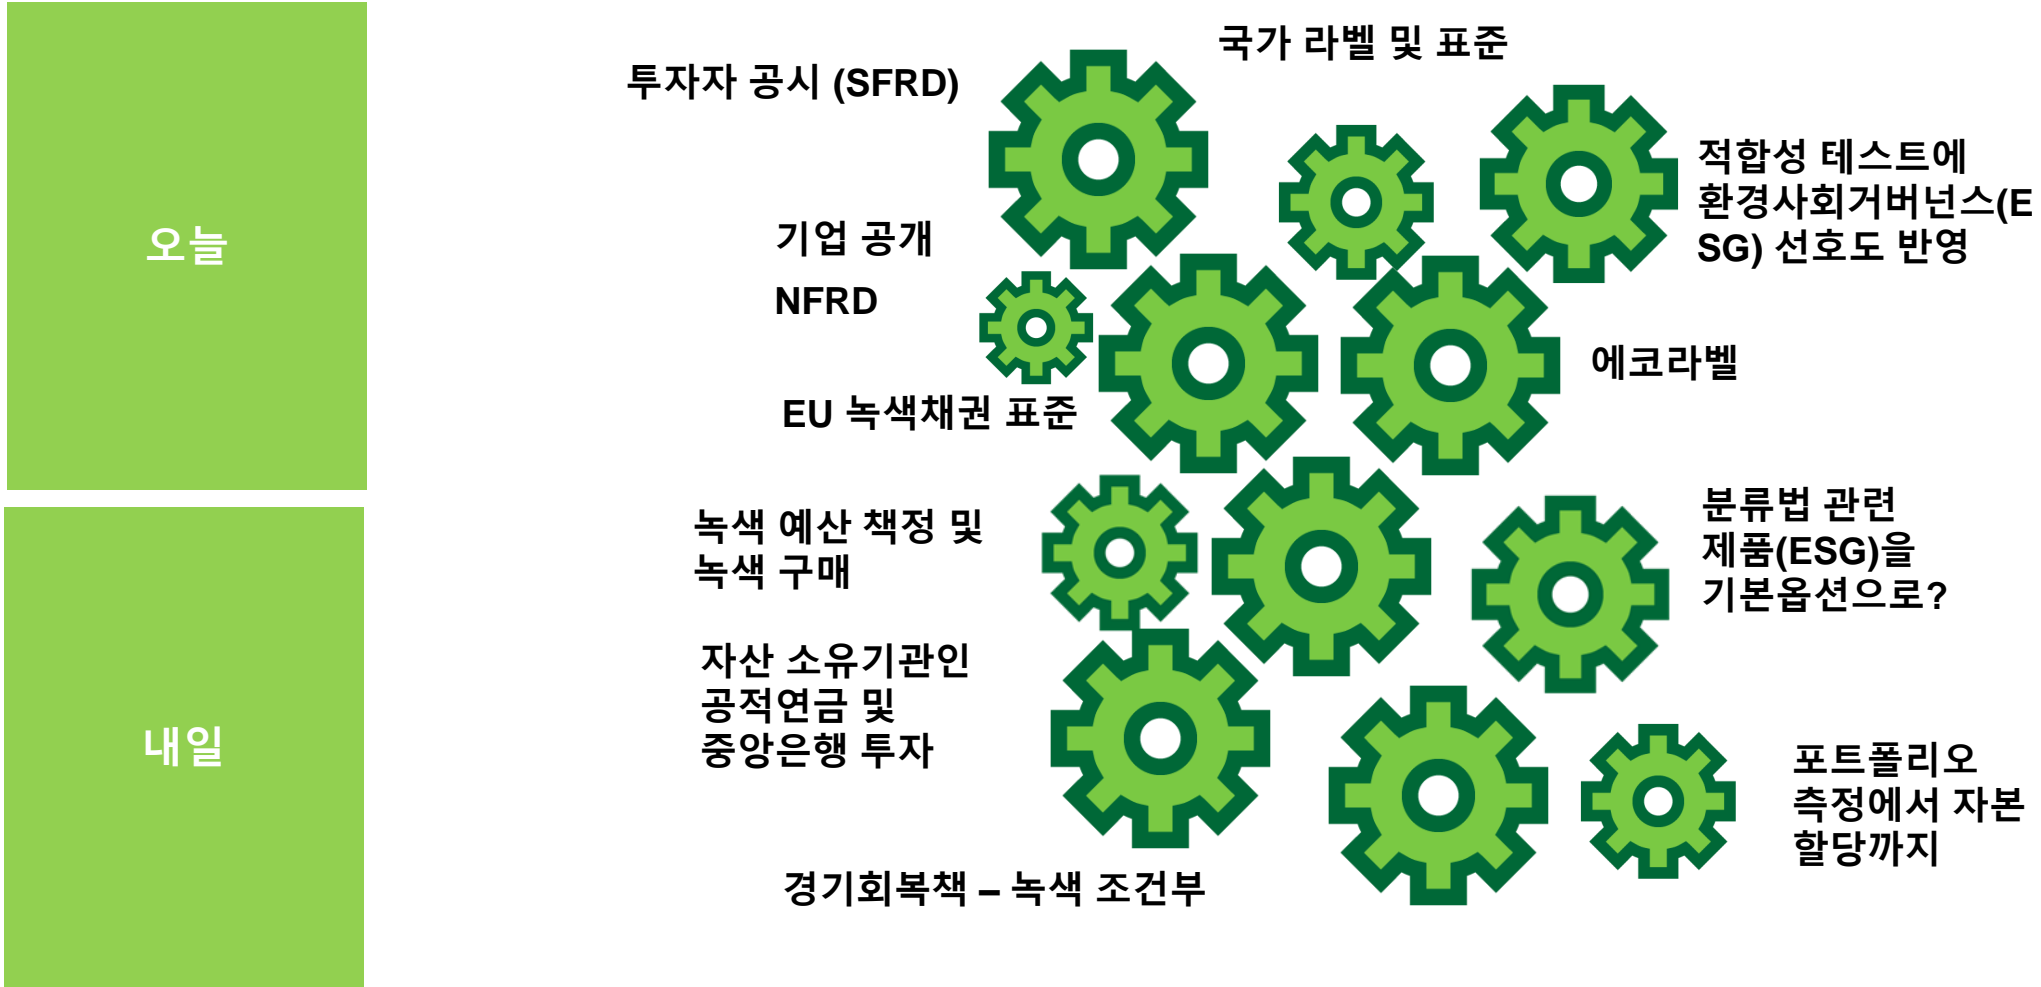 오늘
투자자 공시 (SFRD)
국가 라벨 및 표준
적합성 테스트에
환경사회거버넌스(E
SG) 선호도 반영
기업 공개
NFRD
에코라벨
EU 녹색채권 표준
내일
녹색 예산 책정 및
녹색 구매
분류법 관련
제품(ESG)을
기본옵션으로?
자산 소유기관인
공적연금 및
중앙은행 투자
포트폴리오
측정에서 자본
할당까지
경기회복책 – 녹색 조건부